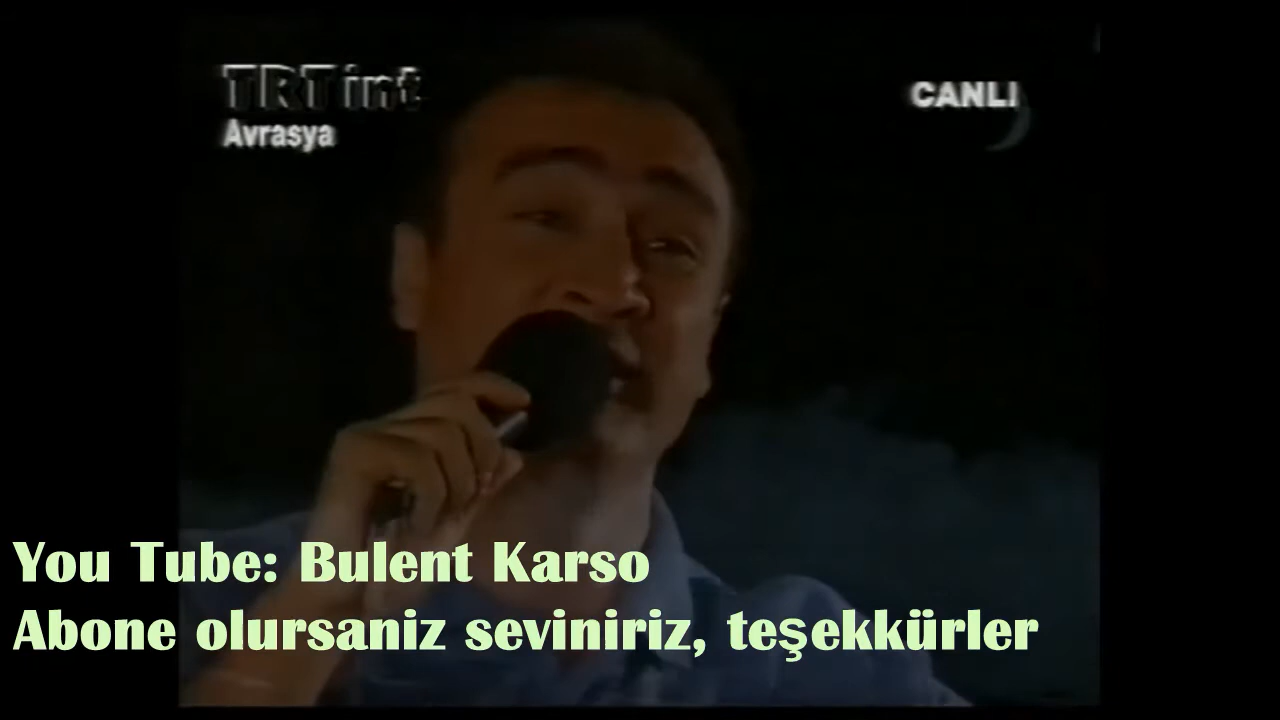 TRT int
CANLI
Avrasya
You Tube: Bulent Karso
Abone olursaniz seviniriz, teşekkürler